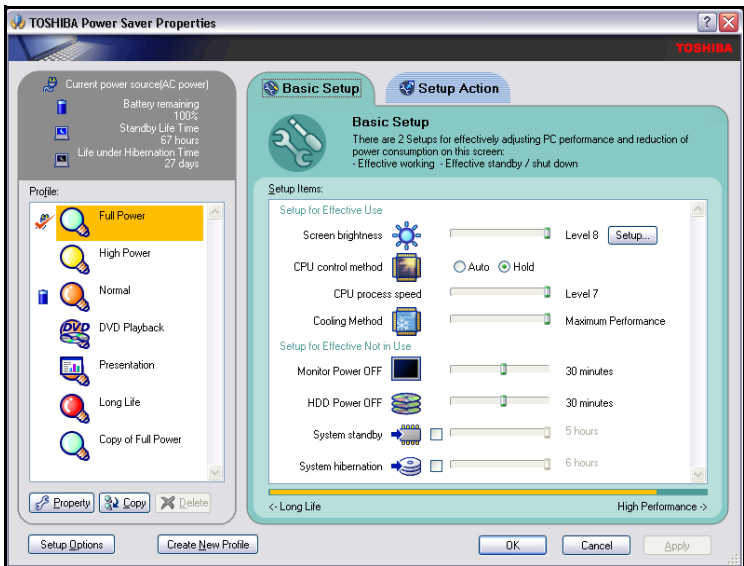 TOSHIBA Power Saver Properties
TOSHIBA
Current power source(AC power)
Battery remaining
100%
Standby Life Time
67 hours
Life under Hibernation Time
27 days
Profile:
Full Power
High Power
Normal
DVD
DVD Playback
Presentation
Long Life
Copy of Full Power
Property
Copy
Delete
Basic Setup
Setup Action
Basic Setup
There are 2 Setups for effectively adjusting PC performance and reduction of
power consumption on this screen:
- Effective working - Effective standby / shut down
Setup Items:
Setup for Effective Use
Screen brightness Level 8 Setup...
CPU control method Auto Hold
CPU process speed Level 7
Cooling Method Maximum Performance
Setup for Effective Not in Use
Monitor Power OFF 30 minutes
HDD Power OFF 30 minutes
System standby 5 hours
System hibernation 6 hours
<- Long Life High Performance ->
Setup Options
Create New Profile
OK
Cancel
Apply